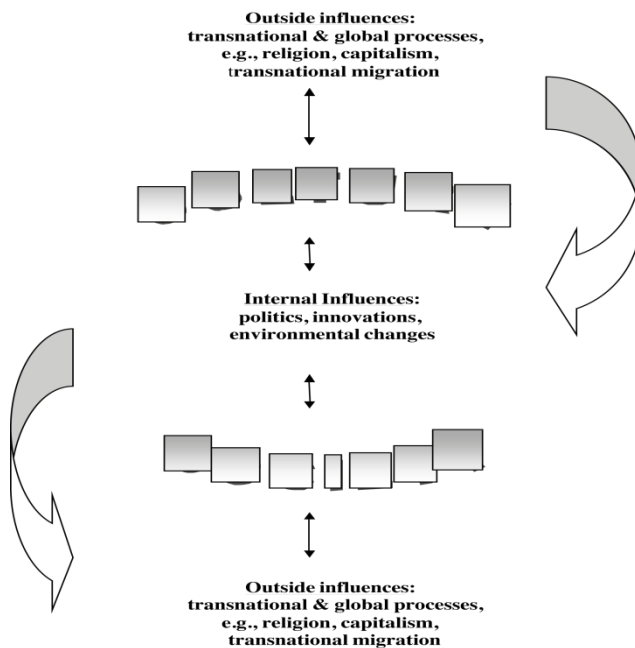 Outside influences:
transnational & global processes,
e.g., religion, capitalism,
transnational migration
Internal Influences:
politics, innovations,
environmental changes
Outside influences:
transnational & global processes,
e.g., religion, capitalism,
transnational migration